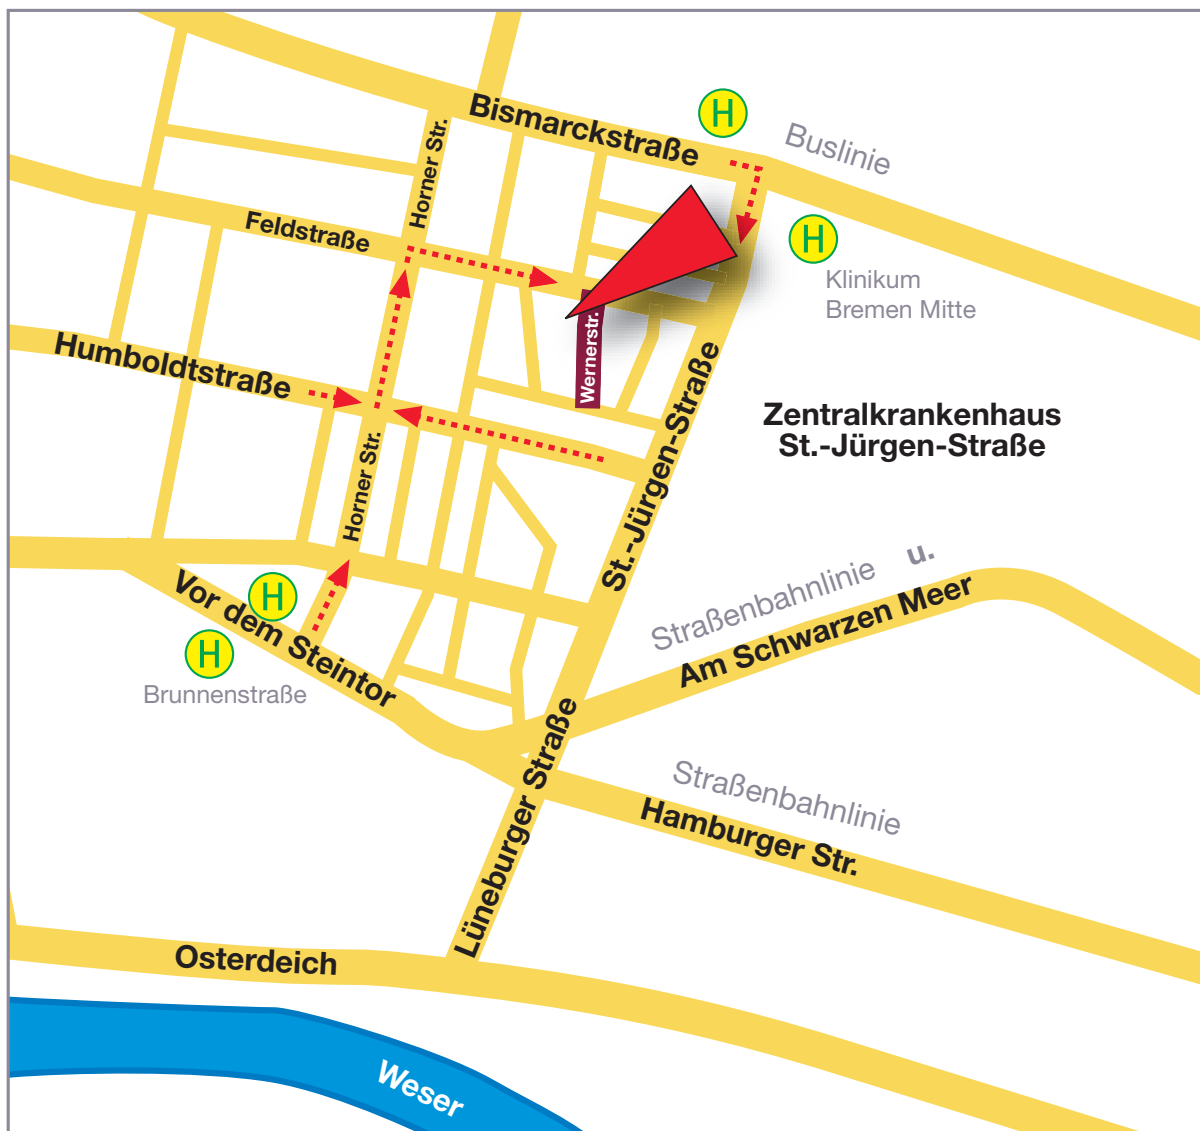 Bismarckstraße
H
Buslinie
Horner Str.
Feldstraße
H
Klinikum
Bremen Mitte
Wernerstr.
Humboldtstraße
St.-Jürgen-Straße
Zentralkrankenhaus
St.-Jürgen-Straße
Horner Str.
Straßenbahnlinie u.
Am Schwarzen Meer
Vor dem Steintor
H
H
Brunnenstraße
Lüneburger Straße
Straßenbahnlinie
Hamburger Str.
Osterdeich
Weser